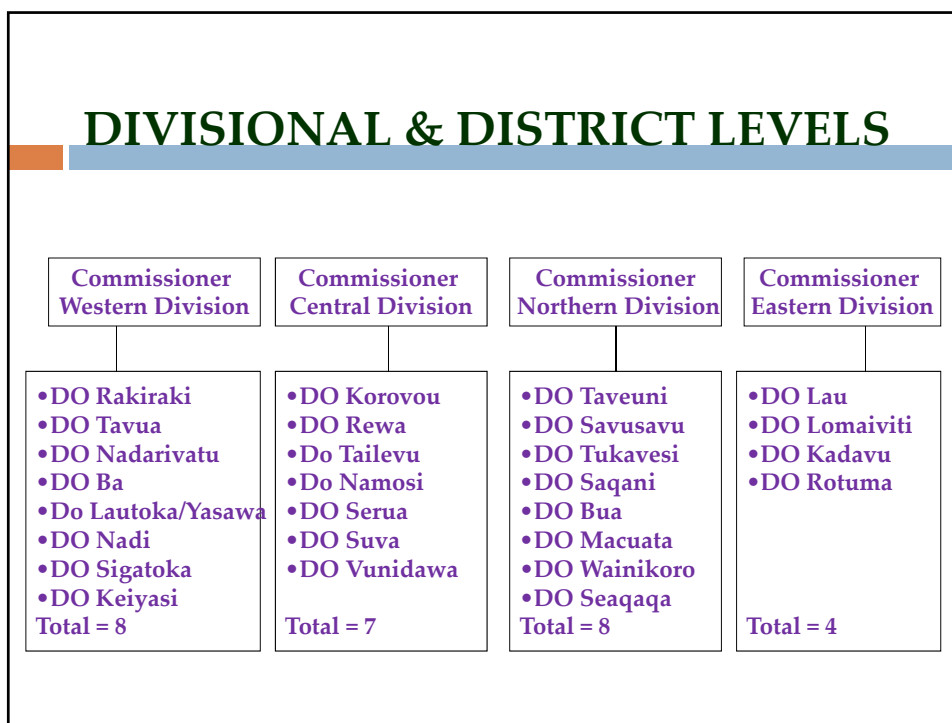 DIVISIONAL & DISTRICT LEVELS
Commissioner
Western Division
•DO Rakiraki
•DO Tavua
•DO Nadarivatu
•DO Ba
•Do Lautoka/Yasawa
•DO Nadi
•DO Sigatoka
•DO Keiyasi
Total = 8
Commissioner
Central Division
•DO Korovou
•DO Rewa
•Do Tailevu
•Do Namosi
•DO Serua
•DO Suva
•DO Vunidawa
Total = 7
Commissioner
Northern Division
•DO Taveuni
•DO Savusavu
•DO Tukavesi
•DO Saqani
•DO Bua
•DO Macuata
•DO Wainikoro
•DO Seaqaqa
Total = 8
Commissioner
Eastern Division
•DO Lau
•DO Lomaiviti
•DO Kadavu
•DO Rotuma
Total = 4